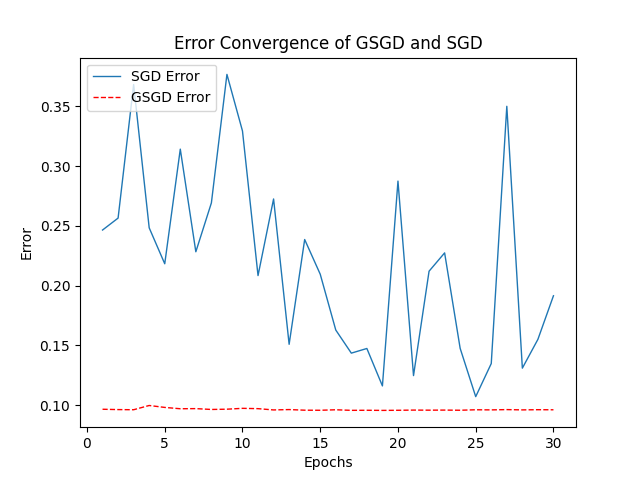 Error Convergence of GSGD and SGD
SGD Error
GSGD Error
0.35
0.30
0.25
0.20
0.15
0.10
Error
0 5 10 15 20 25 30
Epochs